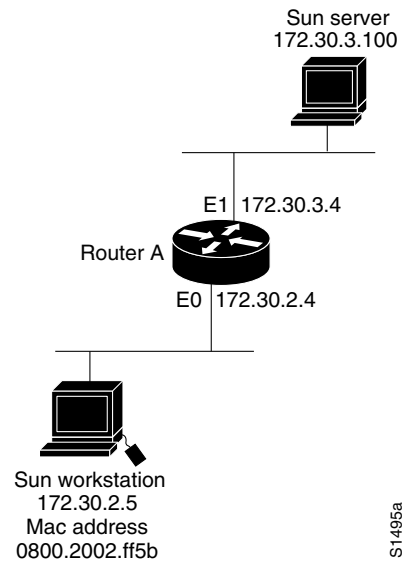 Sun server
172.30.3.100
E1 172.30.3.4
Router A
E0 172.30.2.4
Sun workstation
172.30.2.5
Mac address
0800.2002.ff5b
S1495a